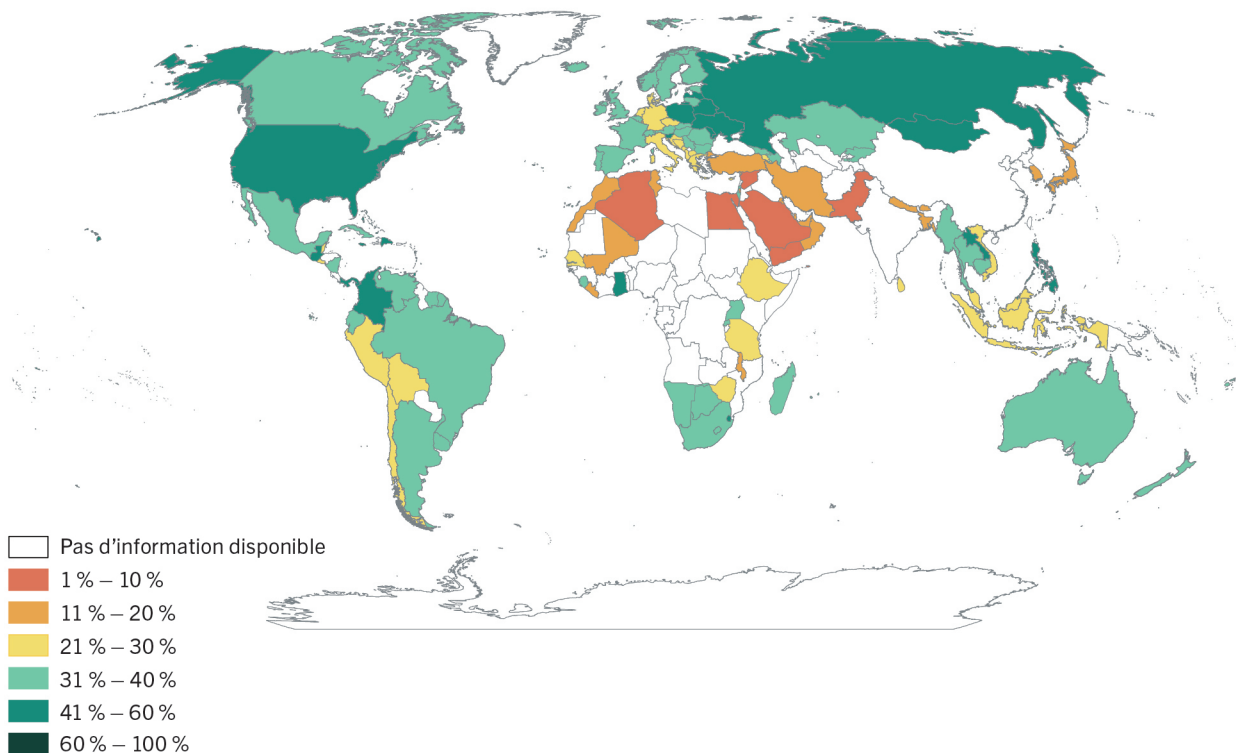 Pas d'information disponible
1 % – 10 %
11 % – 20 %
21 % – 30 %
31 % – 40 %
41 % – 60 %
60 % – 100 %